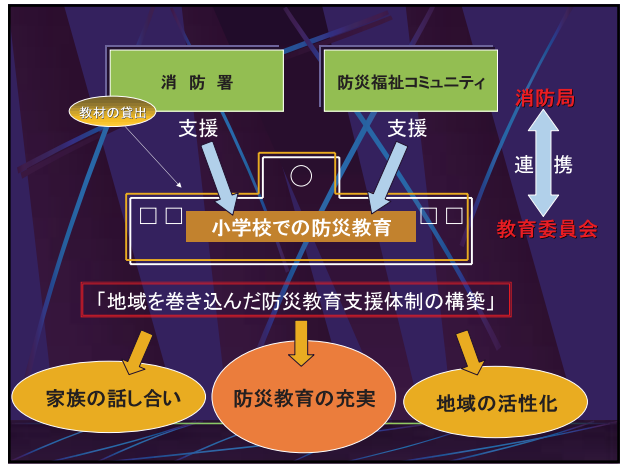 消防署
防災福祉コミュニティ
教材の貸出
支援
支援
消防局
連携
教育委員会
小学校での防災教育
「地域を巻き込んだ防災教育支援体制の構築」
家族の話し合い
防災教育の充実
地域の活性化